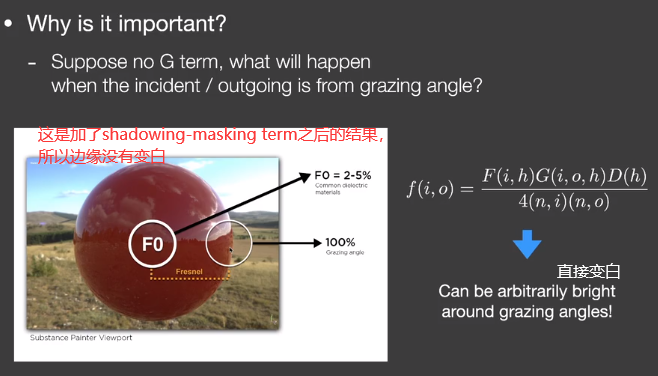 • Why is it important?
- Suppose no G term, what will happen
when the incident / outgoing is from grazing angle?
这是加了shadowing-masking term之后的结果，
所以边缘没有变白
F0 = 2-5%
Common dielectric
materials
F0
100%
Grazing angle
Fresnel
Substance Painter Viewport
f(i, o) = F(i, h)G(i, o, h)D(h) / 4(n, i)(n, o)
直接变白
Can be arbitrarily bright
around grazing angles!